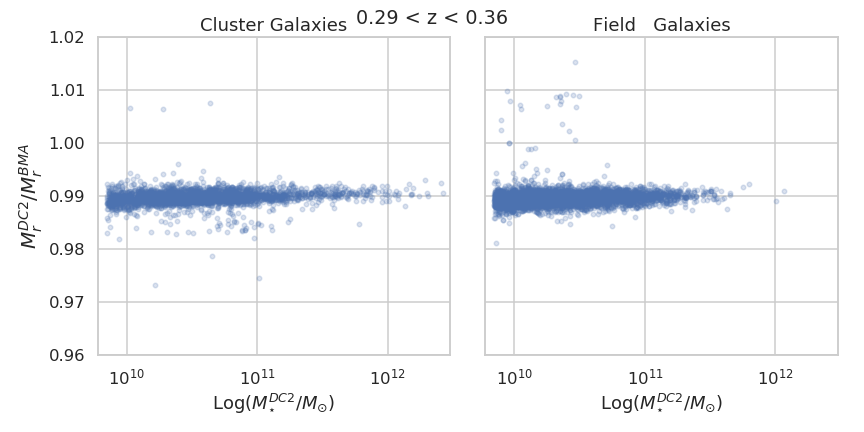 0.29 < z < 0.36
Cluster Galaxies
Field   Galaxies
1.02
1.01
1.00
0.99
0.98
0.97
0.96
M_r^{DC2}/M_r^{BMA}
10^{10}
10^{11}
10^{12}
10^{10}
10^{11}
10^{12}
Log(M_⋆^{DC2}/M_⊙)
Log(M_⋆^{DC2}/M_⊙)